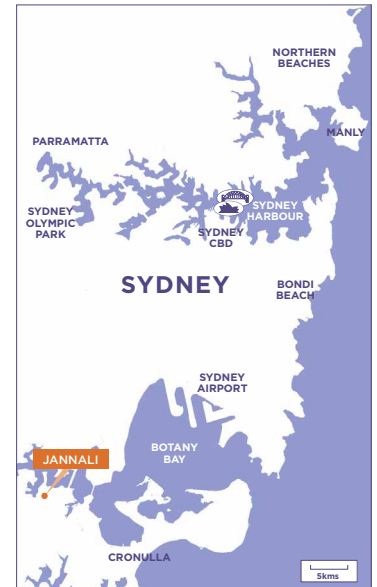 NORTHERN
BEACHES
MANLY
PARRAMATTA
SYDNEY
HARBOUR
SYDNEY
OLYMPIC
PARK
SYDNEY
CBD
SYDNEY
BONDI
BEACH
SYDNEY
AIRPORT
BOTANY
BAY
JANNALI
CRONULLA
5kms